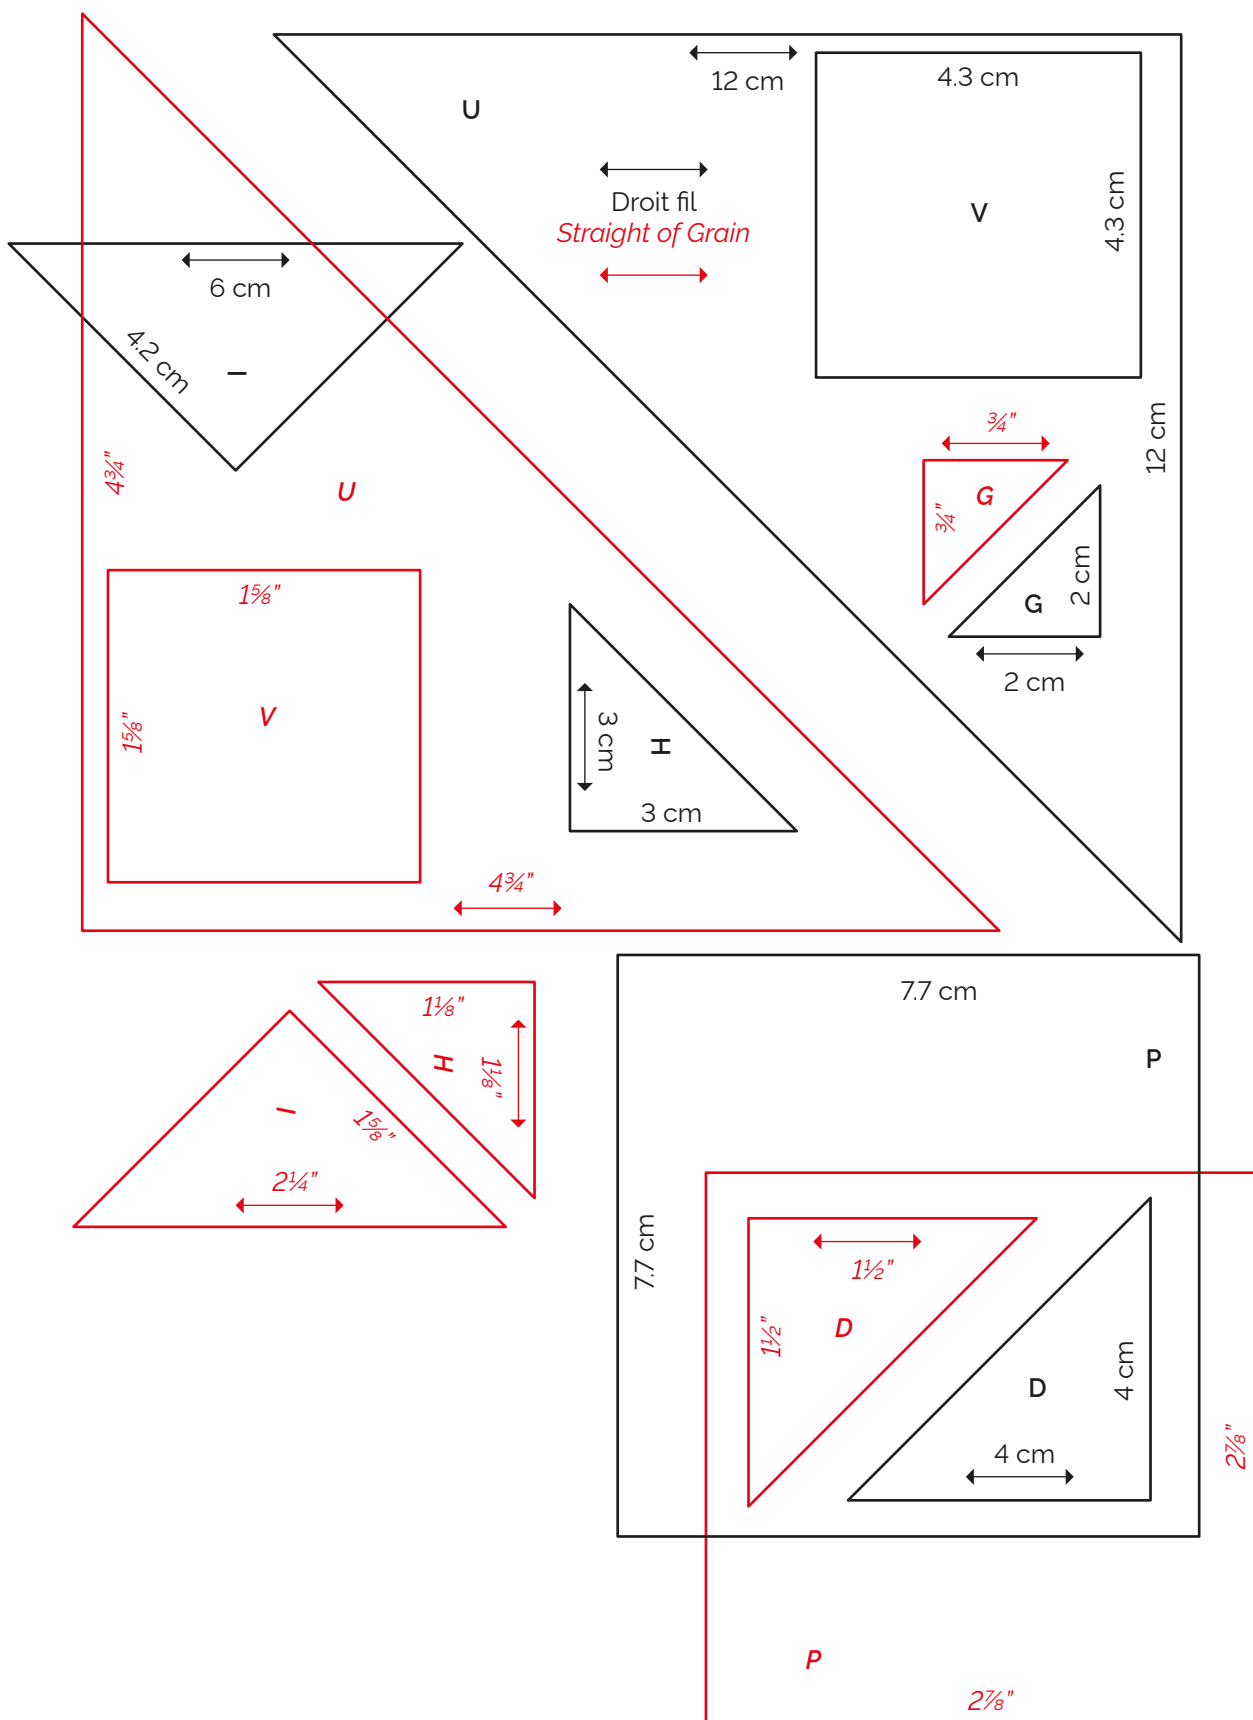 12 cm
4.3 cm
U
Droit fil
Straight of Grain
V
4.3 cm
6 cm
4.2 cm
I
12 cm
4¾"
U
¾"
G
¾"
G
2 cm
2 cm
1⅝"
V
1⅝"
3 cm
H
3 cm
4¾"
7.7 cm
1⅛"
H
1⅛"
P
I
1⅝"
2¼"
7.7 cm
1½"
D
1½"
D
4 cm
4 cm
2⅞"
P
2⅞"